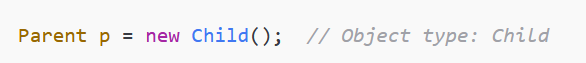 Parent p = new Child();  // Object type: Child